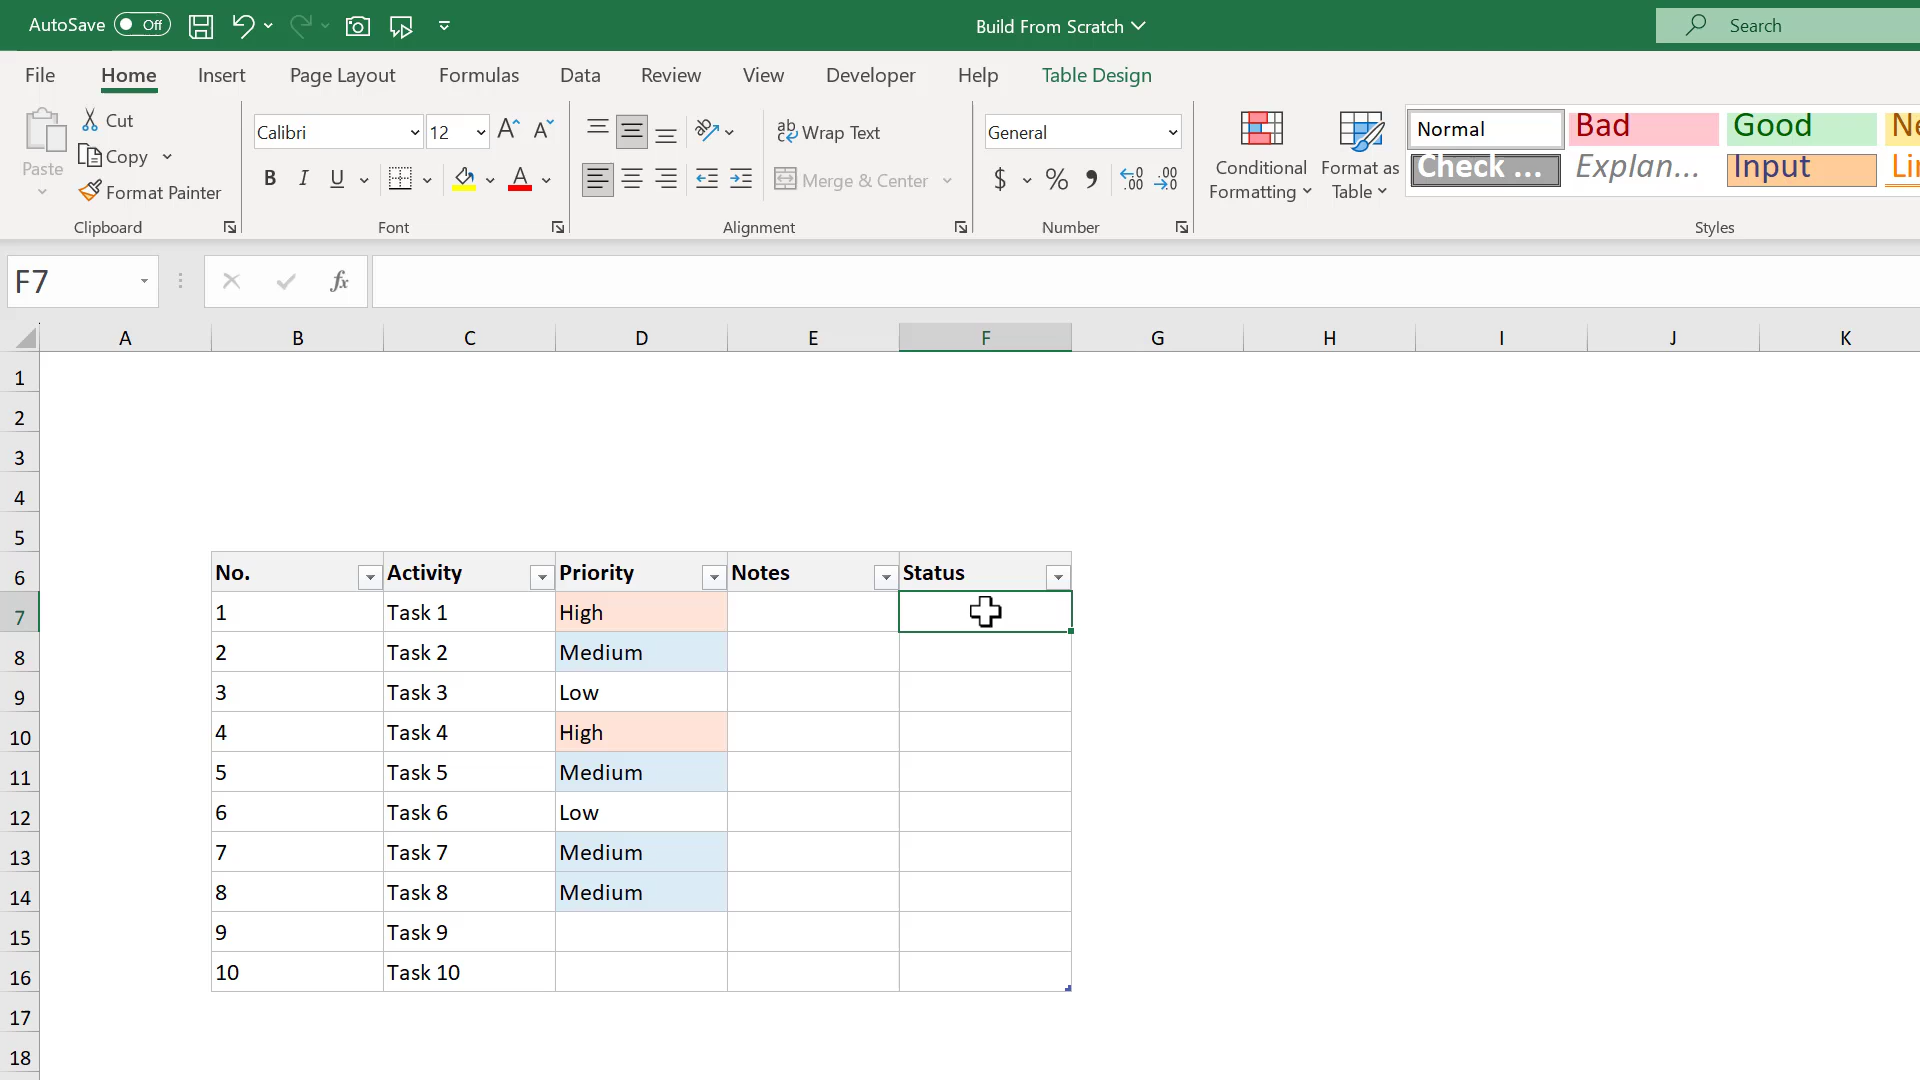 AutoSave Off Build From Scratch Search
File Home Insert Page Layout Formulas Data Review View Developer Help Table Design
Paste Cut
Copy
Format Painter
Clipboard
Calibri 12
B I U A
Font
ab Wrap Text
Merge & Center
Alignment
General
$ % 9
Number
Conditional Formatting
Format as Table
Normal Bad Good
Check ... Explan... Input
Styles
F7 fx
A B C D E F G H I J K
1
2
3
4
5
6 No. Activity Priority Notes Status
7 1 Task 1 High
8 2 Task 2 Medium
9 3 Task 3 Low
10 4 Task 4 High
11 5 Task 5 Medium
12 6 Task 6 Low
13 7 Task 7 Medium
14 8 Task 8 Medium
15 9 Task 9
16 10 Task 10
17
18